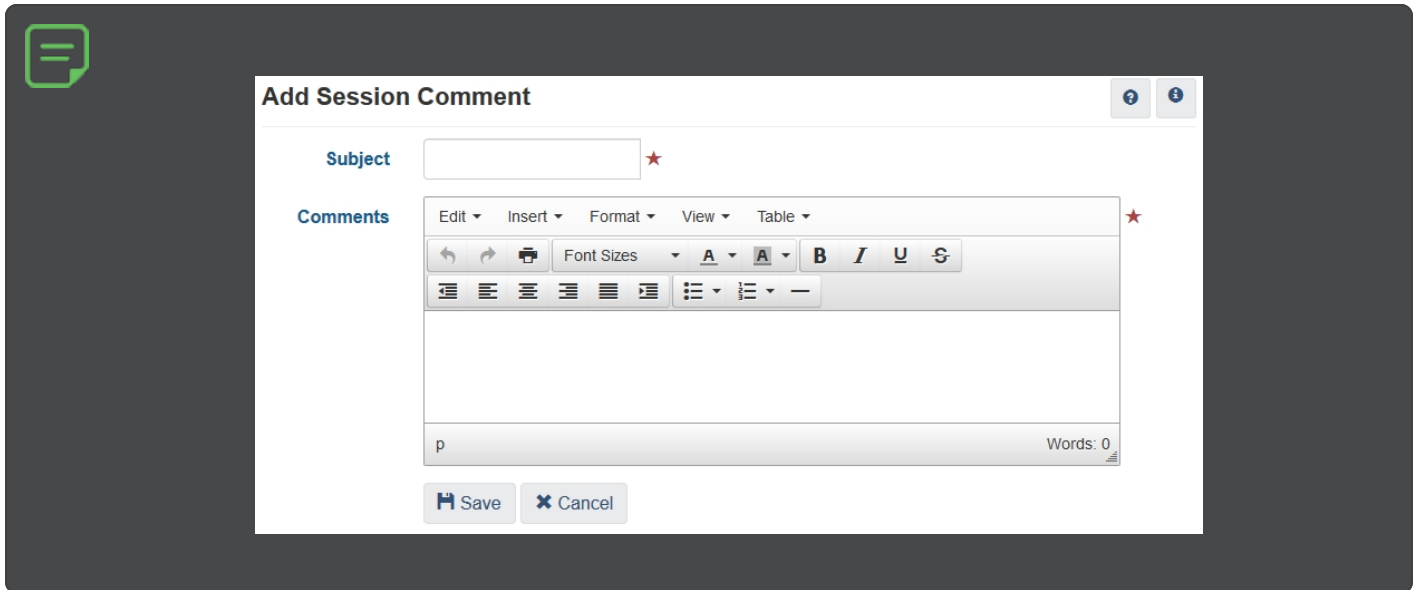 Add Session Comment
Subject
Comments
Edit Insert Format View Table
Font Sizes A A B I U S
p Words: 0
Save Cancel